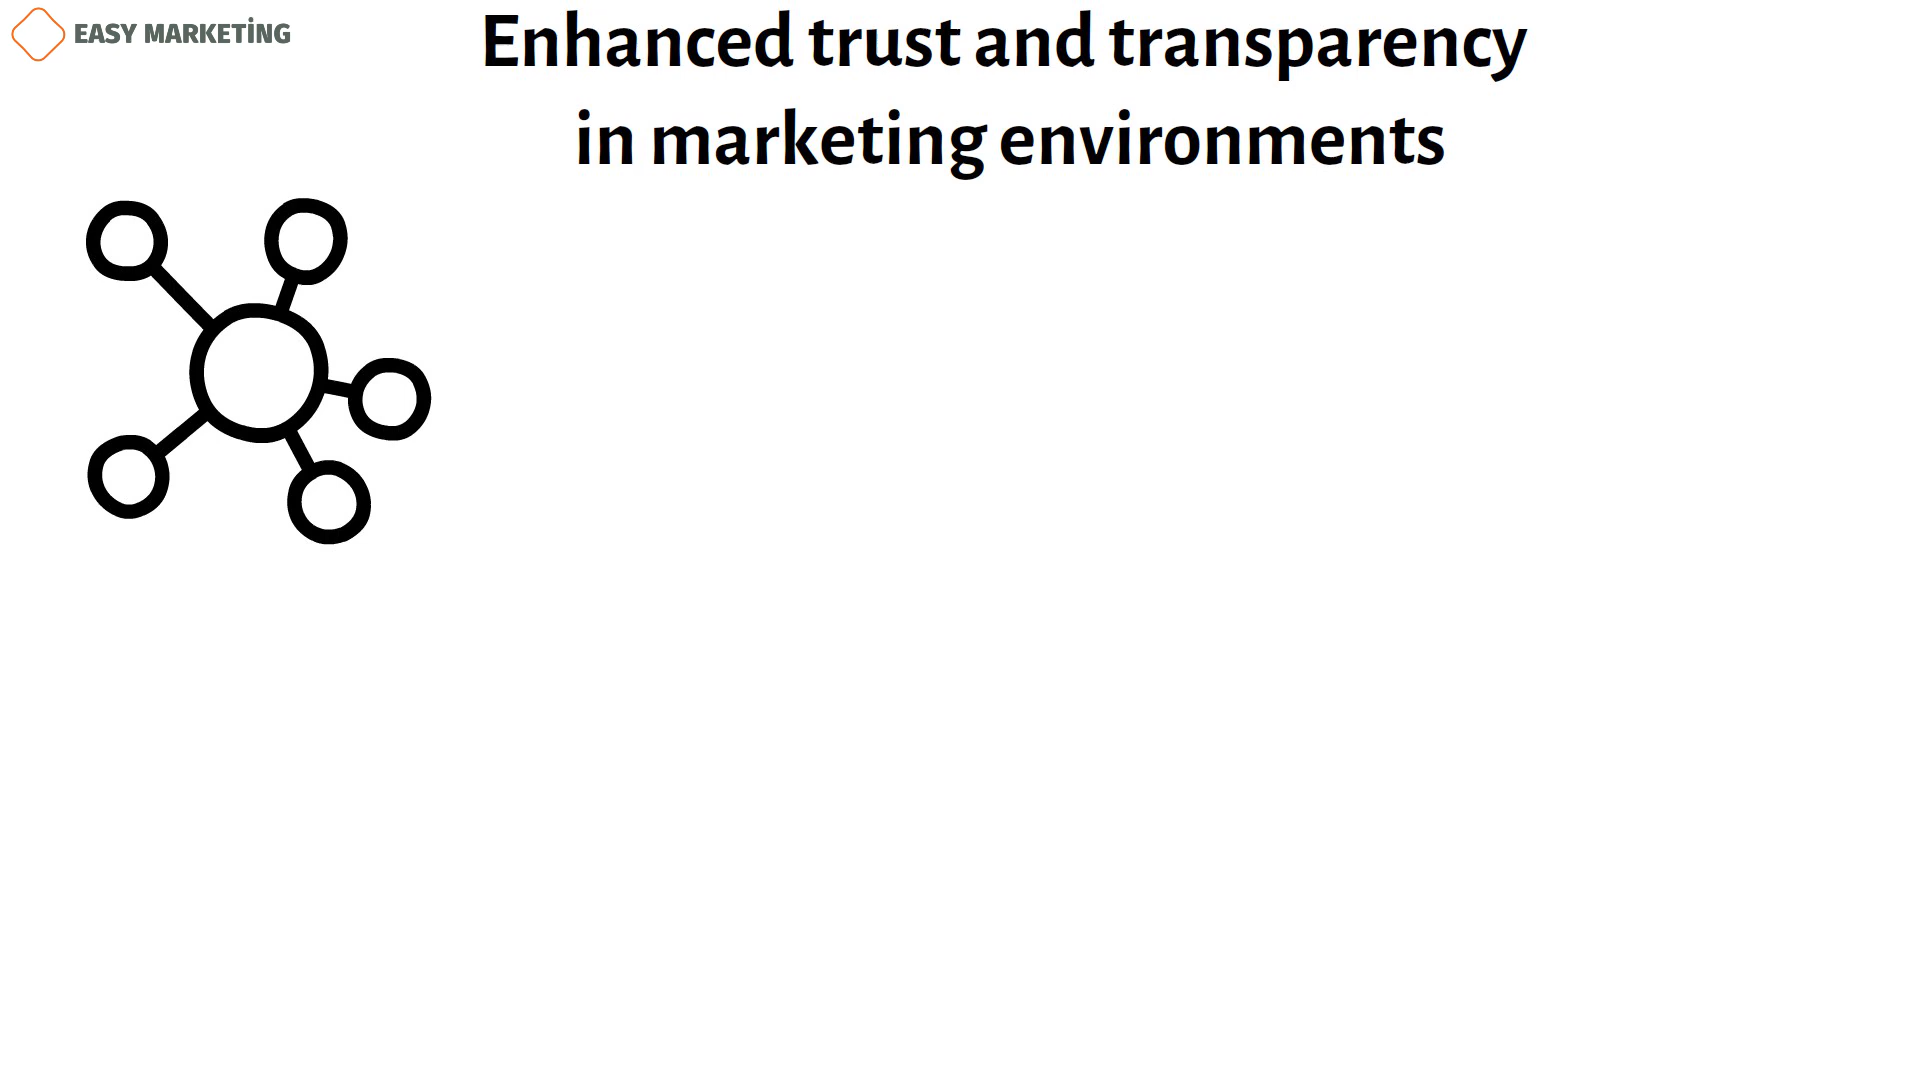 EASY MARKETİNG
Enhanced trust and transparency
in marketing environments